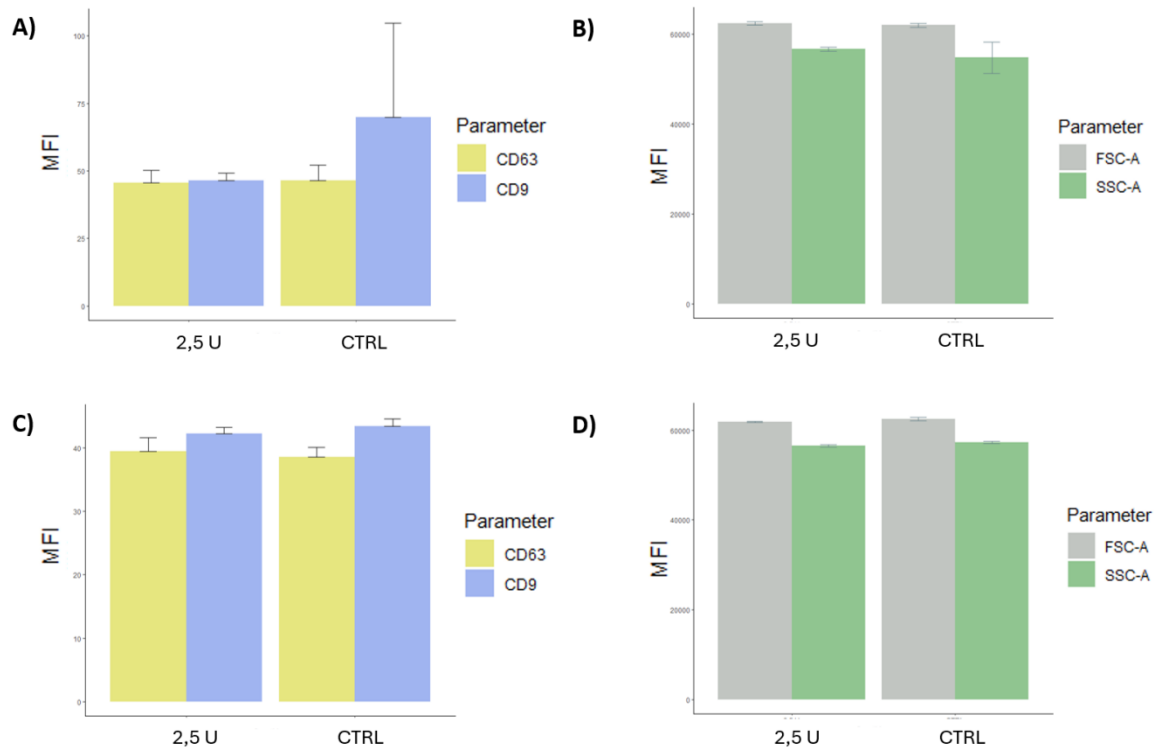 A)
100
75
50
25
0
MFI
2,5 U
CTRL
Parameter
CD63
CD9
B)
60000
40000
20000
0
MFI
2,5 U
CTRL
Parameter
FSC-A
SSC-A
C)
40
30
20
10
0
MFI
2,5 U
CTRL
Parameter
CD63
CD9
D)
60000
40000
20000
0
MFI
2,5 U
CTRL
Parameter
FSC-A
SSC-A